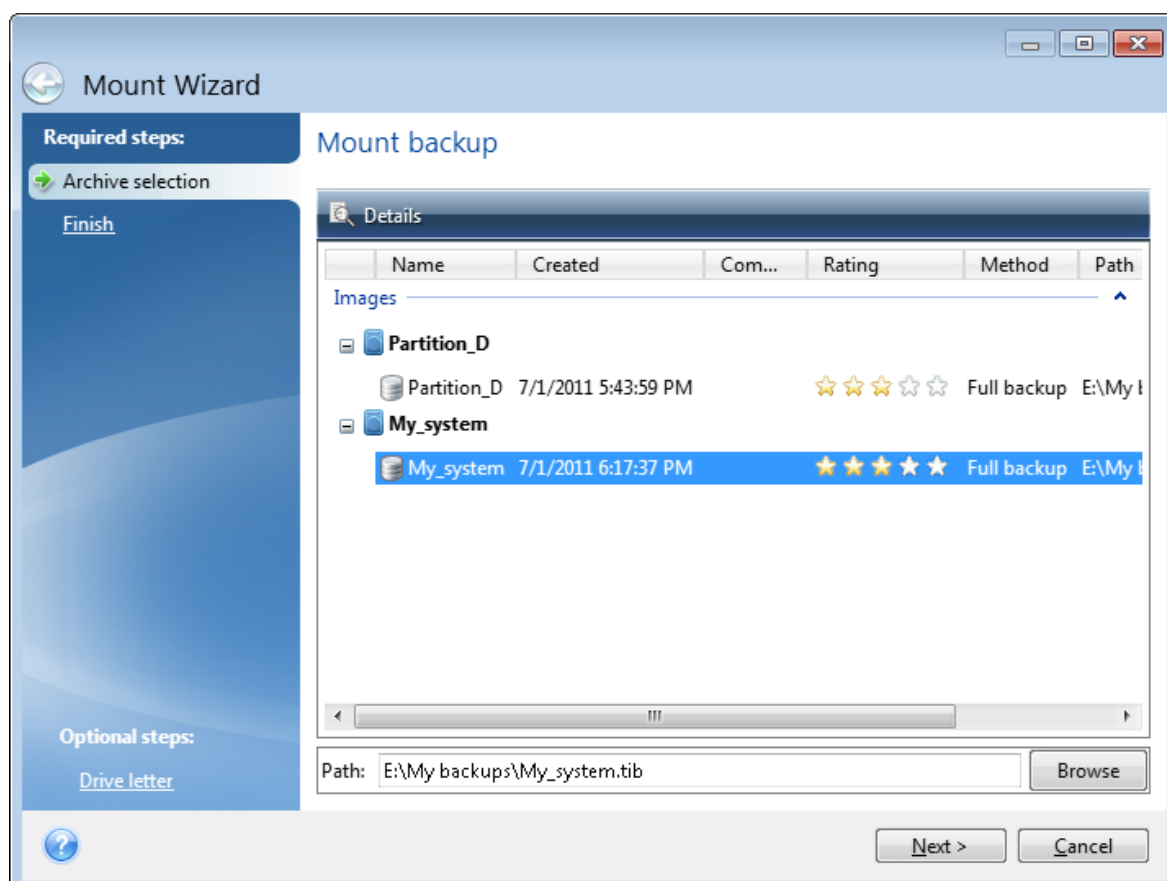 Mount Wizard
Required steps:
Archive selection
Finish
Optional steps:
Drive letter
Mount backup
Details
Name Created Com... Rating Method Path
Images
Partition_D
Partition_D 7/1/2011 5:43:59 PM Full backup E:\My
My_system
My_system 7/1/2011 6:17:37 PM Full backup E:\My
Path: E:\My backups\My_system.tib Browse
Next > Cancel